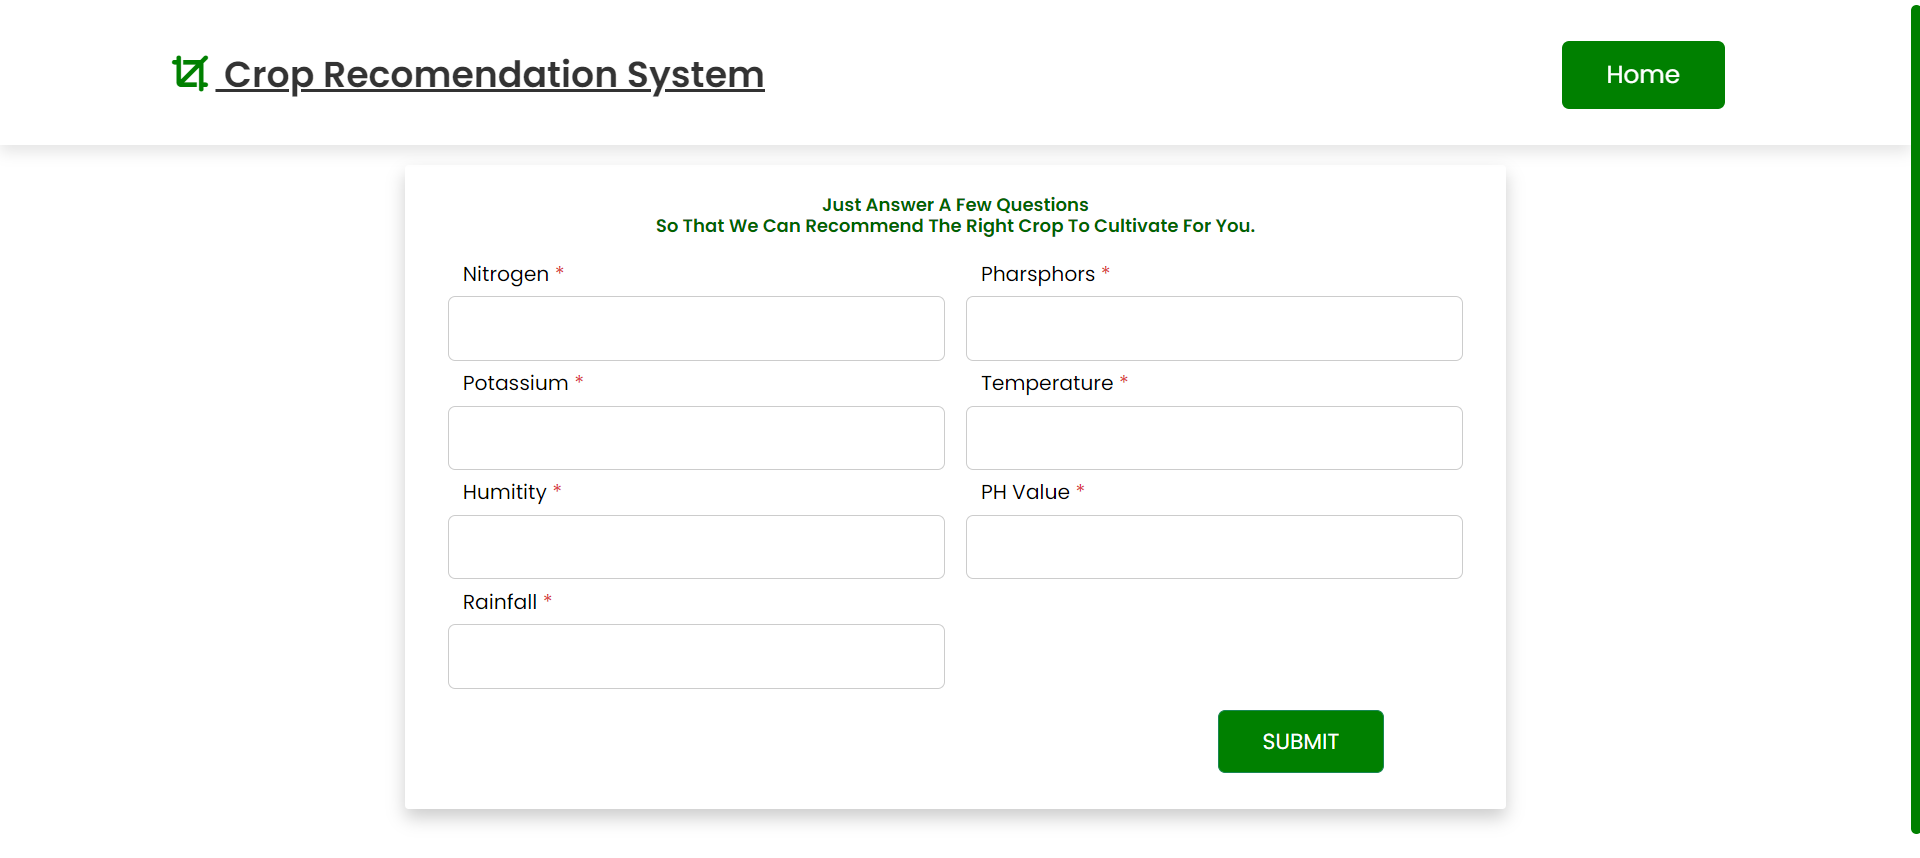 Crop Recomendation System
Home
Just Answer A Few Questions
So That We Can Recommend The Right Crop To Cultivate For You.
Nitrogen *
Pharsphors *
Potassium *
Temperature *
Humitity *
PH Value *
Rainfall *
SUBMIT